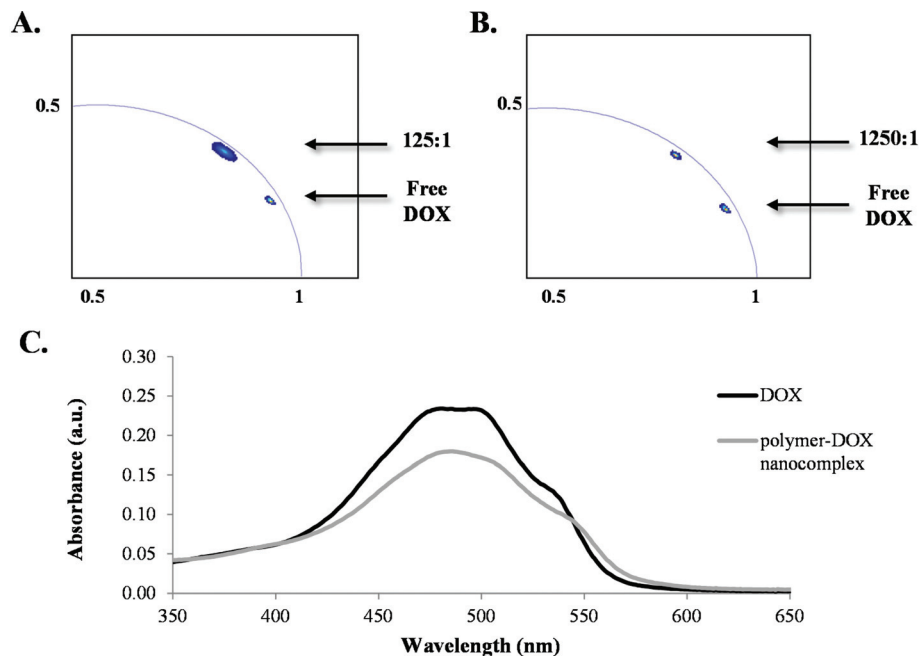 A.
0.5
125:1
Free
DOX
0.5
1
B.
0.5
1250:1
Free
DOX
0.5
1
C.
0.30
0.25
0.20
0.15
0.10
0.05
0.00
Absorbance (a.u.)
350
400
450
500
550
600
650
Wavelength (nm)
DOX
polymer-DOX
nanocomplex